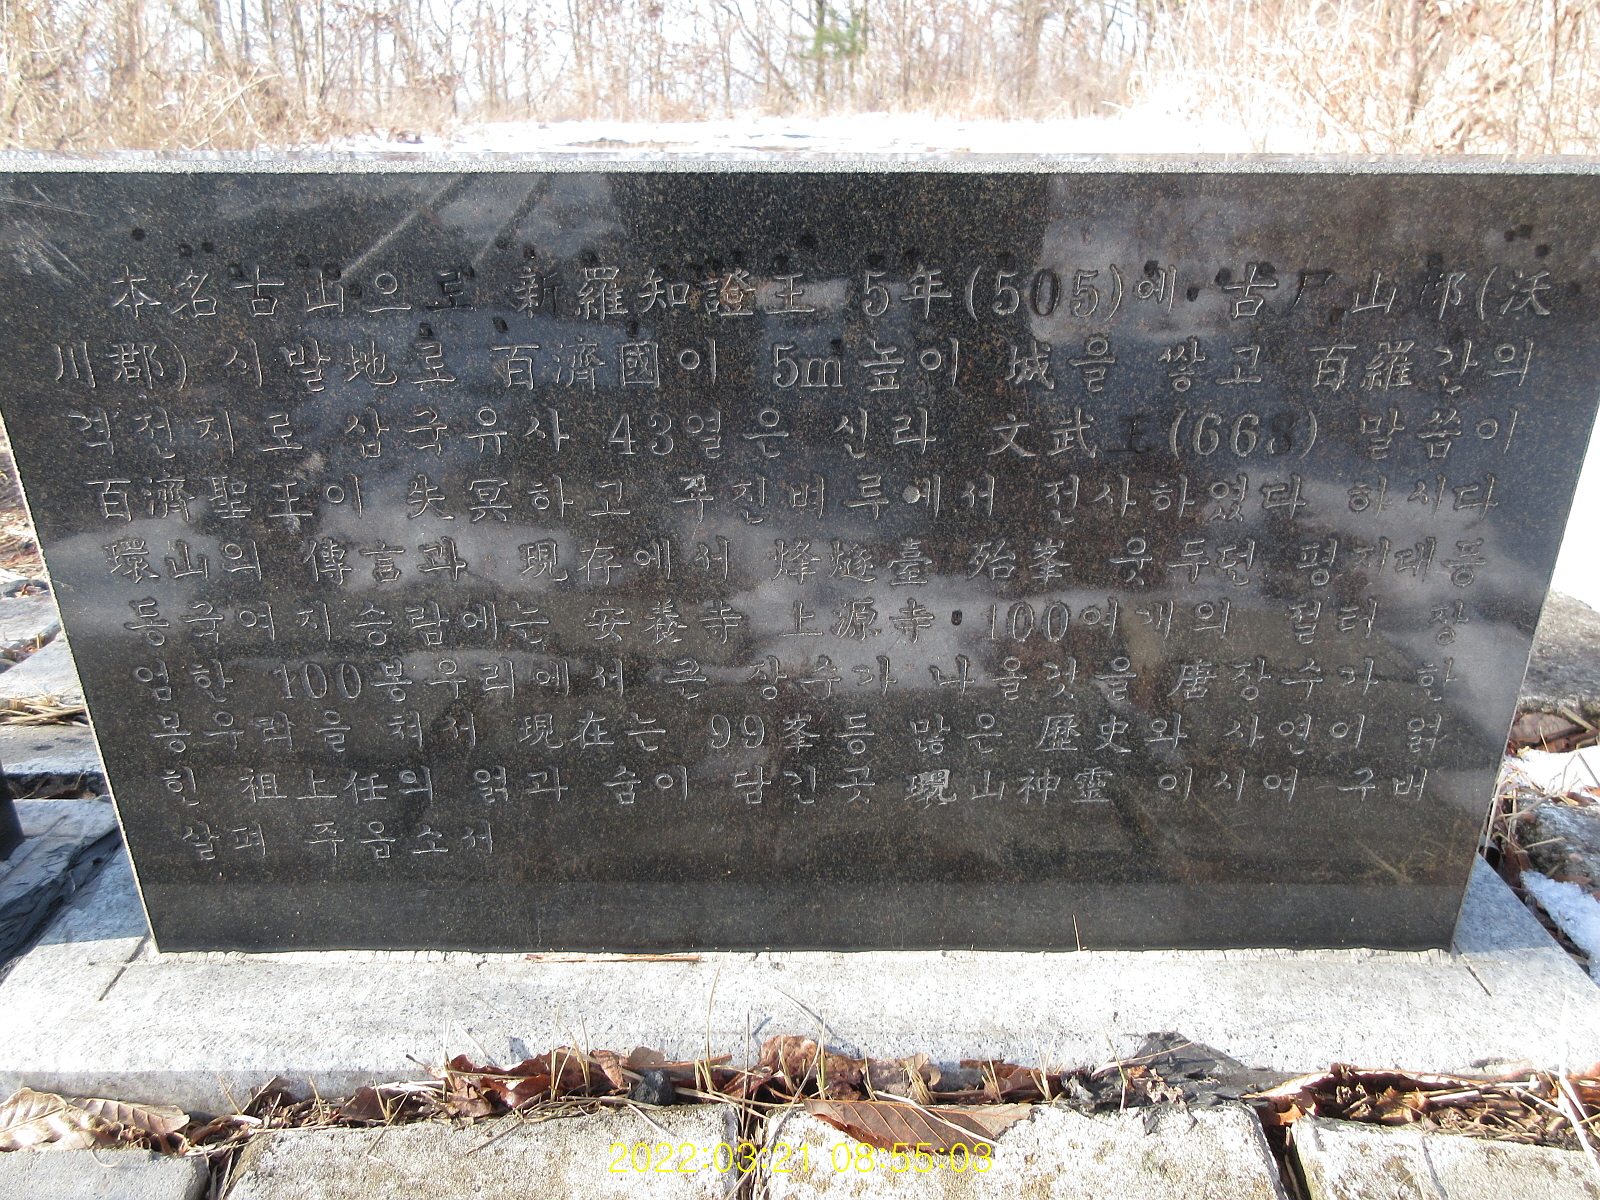 本名古山으로 新羅知證王 5年(505)에 古尸山郡(沃
川郡) 시발地로 百濟國이 5m높이 城을 쌓고 百羅간의
격전지로 삼국유사 43열은 신라 文武王(668) 말씀이
百濟聖王이 失冥하고 구진벼루에서 전사하였다 하시다
環山의 傳言과 現存에서 烽燧臺 殆峯 웃두던 평지대등
동국여지승람에는 安養寺 上源寺·100여개의 절터 장
엄한 100봉우리에서 큰 장수가 나올것을 唐장수가 한
봉우락을 쳐서 現在는 99峯등 많은 歷史와 사연이 얽
힌 祖上任의 얽과 숨이 담긴곳 環山神靈 이시여 구버
살펴 주옵소서
2022:03:21 08:55:03